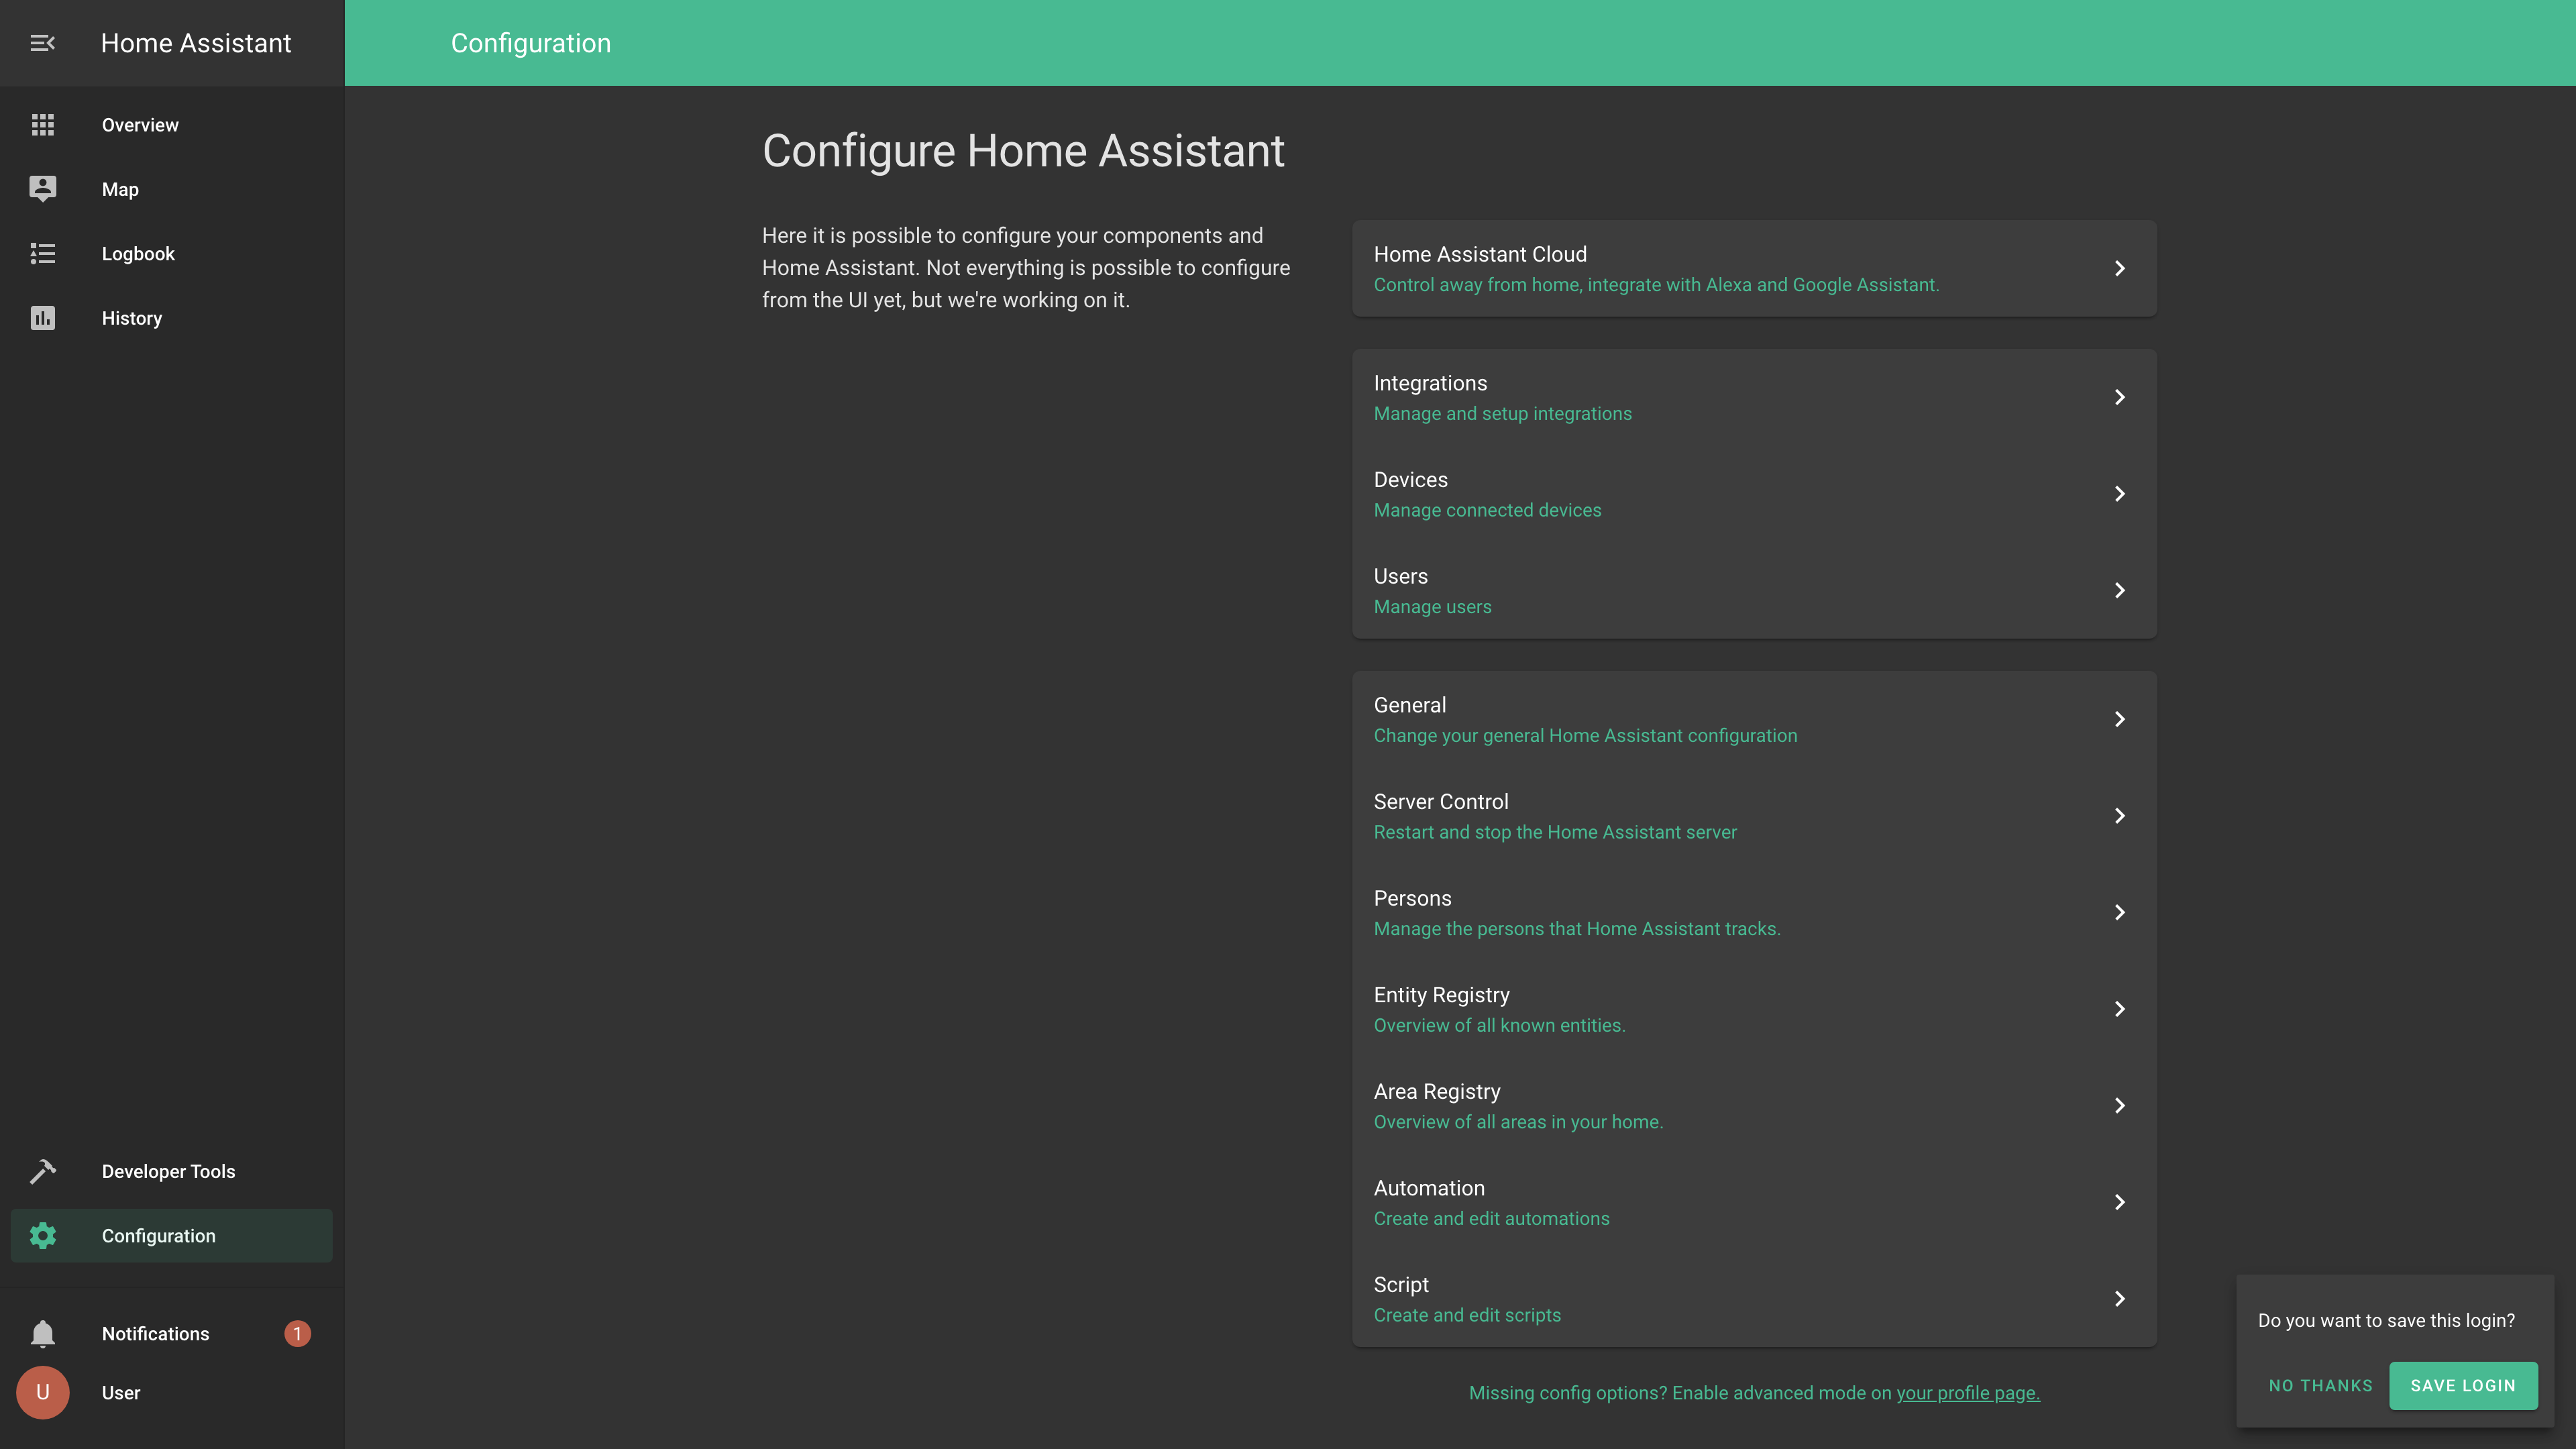 Home Assistant
Configuration
Overview
Map
Logbook
History
Developer Tools
Configuration
Notifications
1
U
User
Configure Home Assistant
Here it is possible to configure your components and
Home Assistant. Not everything is possible to configure
from the UI yet, but we're working on it.
Home Assistant Cloud
Control away from home, integrate with Alexa and Google Assistant.
Integrations
Manage and setup integrations
Devices
Manage connected devices
Users
Manage users
General
Change your general Home Assistant configuration
Server Control
Restart and stop the Home Assistant server
Persons
Manage the persons that Home Assistant tracks.
Entity Registry
Overview of all known entities.
Area Registry
Overview of all areas in your home.
Automation
Create and edit automations
Script
Create and edit scripts
Missing config options? Enable advanced mode on your profile page.
Do you want to save this login?
NO THANKS
SAVE LOGIN